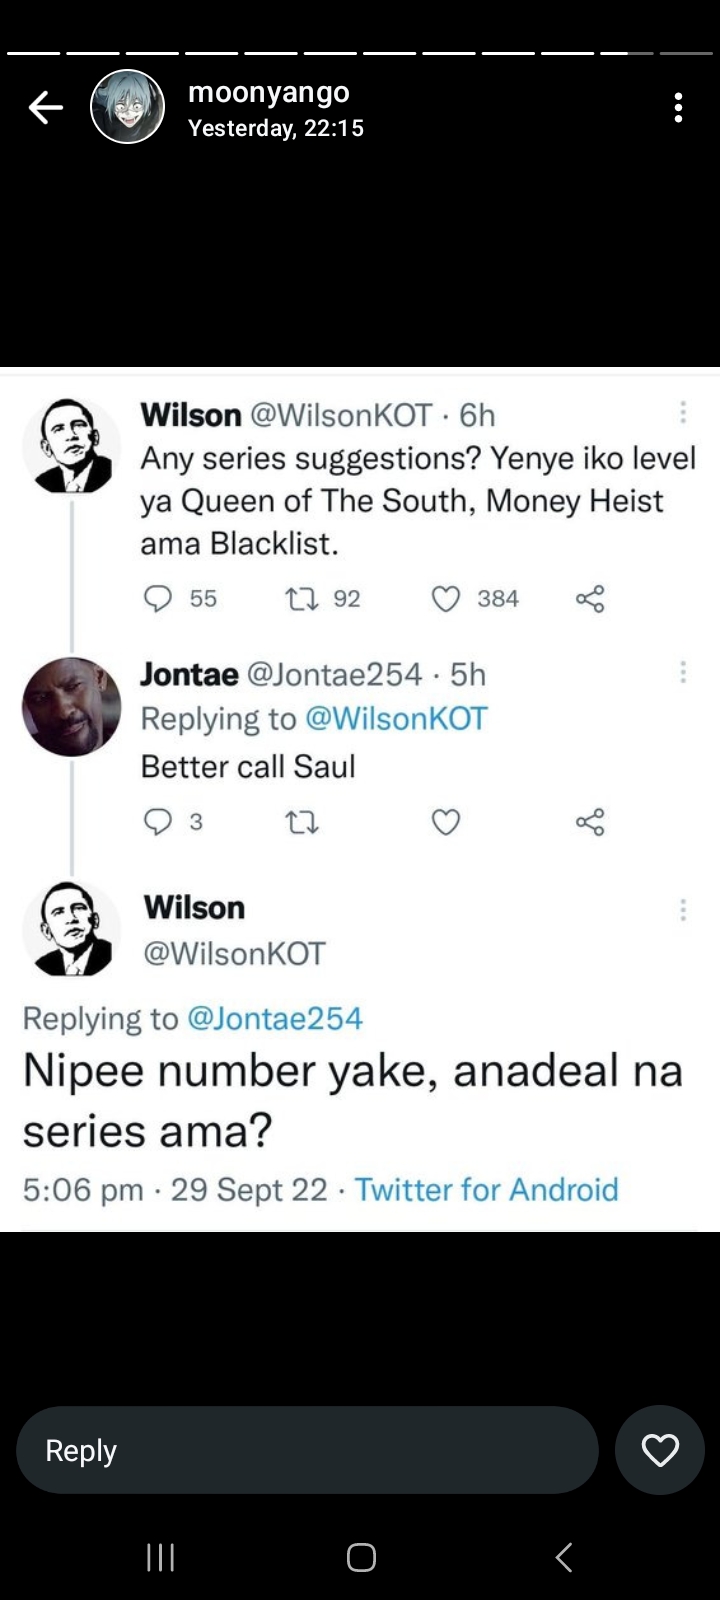 moonyango
Yesterday, 22:15
Wilson @WilsonKOT · 6h
Any series suggestions? Yenye iko level
ya Queen of The South, Money Heist
ama Blacklist.
55 92 384
Jontae @Jontae254 · 5h
Replying to @WilsonKOT
Better call Saul
3
Wilson
@WilsonKOT
Replying to @Jontae254
Nipee number yake, anadeal na
series ama?
5:06 pm · 29 Sept 22 · Twitter for Android
Reply